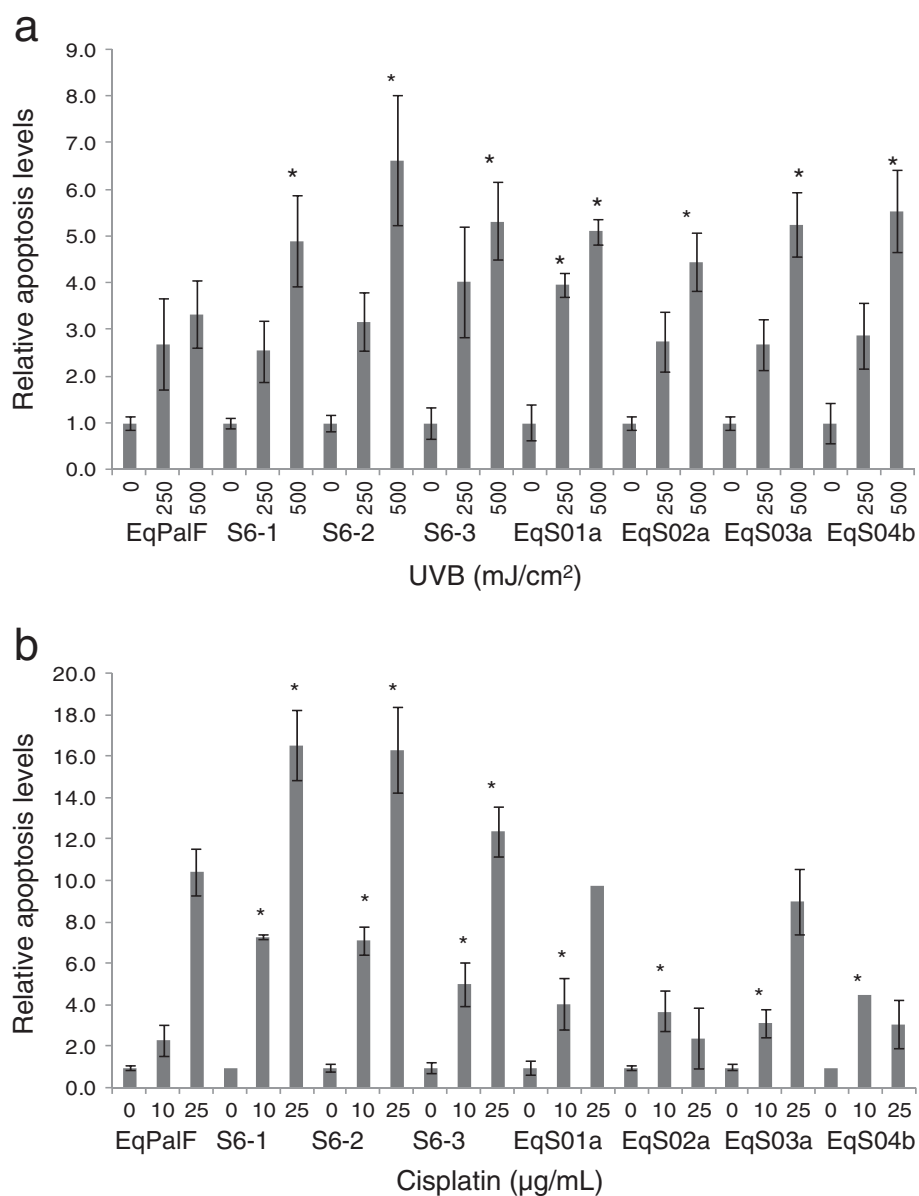 a
Relative apoptosis levels
9.0
8.0
7.0
6.0
5.0
4.0
3.0
2.0
1.0
0.0
* * * * * * * *
0 250 500 0 250 500 0 250 500 0 250 500 0 250 500 0 250 500 0 250 500 0 250 500
EqPalF S6-1 S6-2 S6-3 EqS01a EqS02a EqS03a EqS04b
UVB (mJ/cm²)
b
Relative apoptosis levels
20.0
18.0
16.0
14.0
12.0
10.0
8.0
6.0
4.0
2.0
0.0
* * * * * * * * * *
0 10 25 0 10 25 0 10 25 0 10 25 0 10 25 0 10 25 0 10 25 0 10 25
EqPalF S6-1 S6-2 S6-3 EqS01a EqS02a EqS03a EqS04b
Cisplatin (µg/mL)